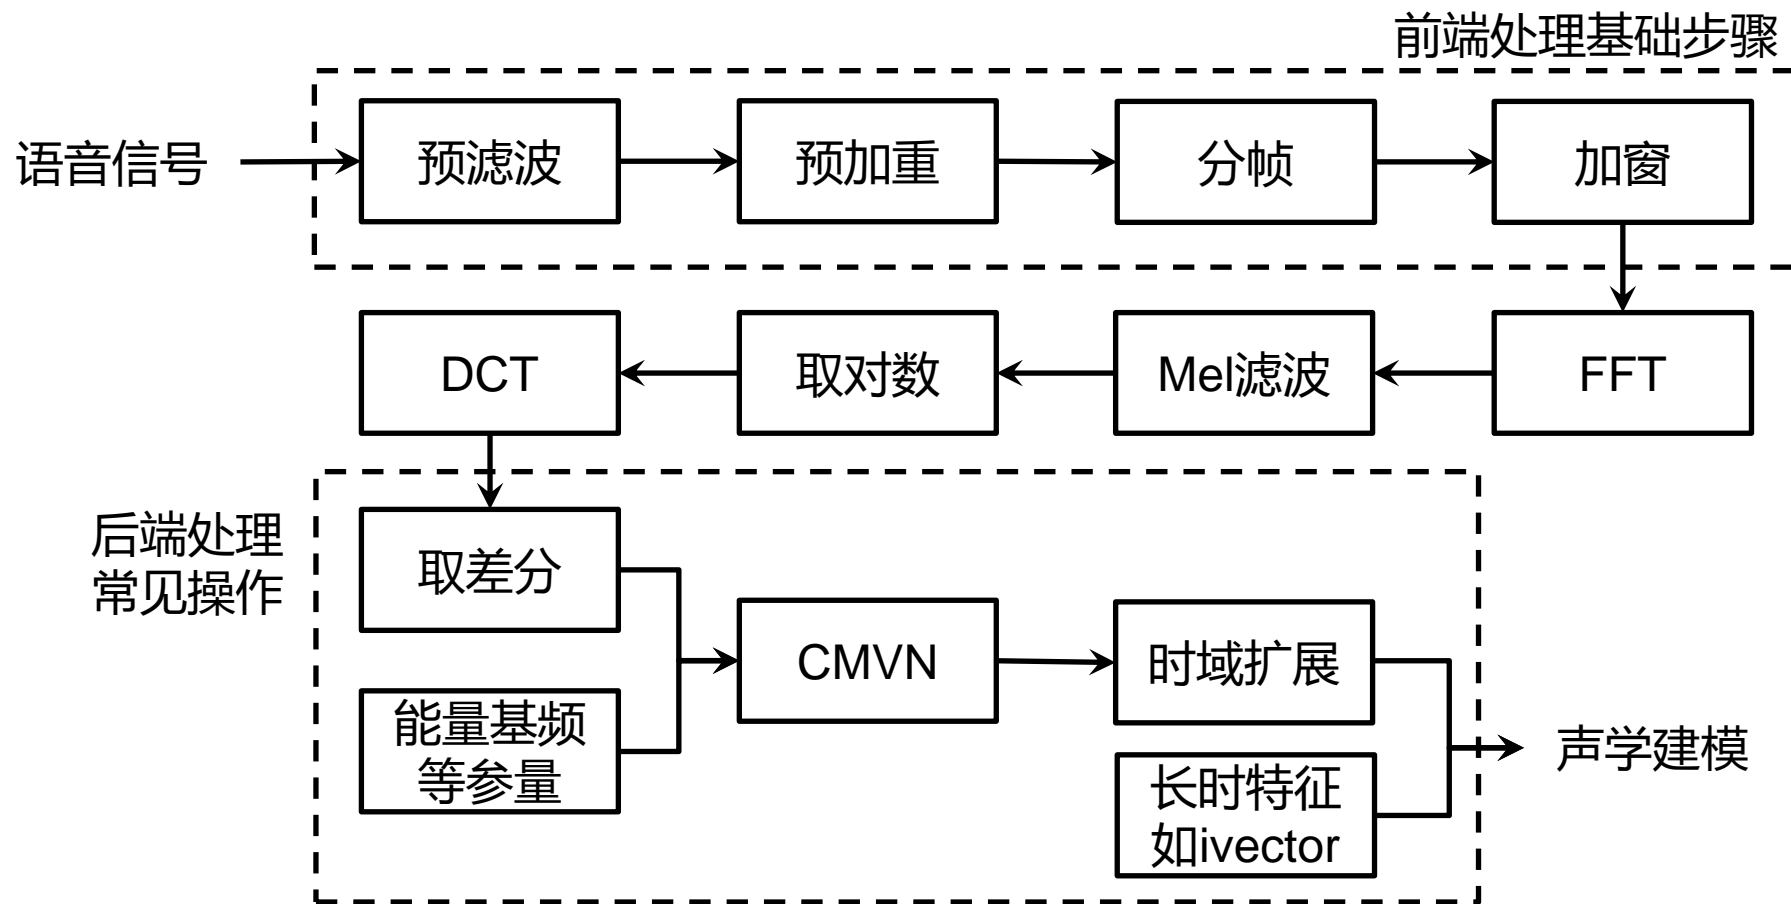 前端处理基础步骤
语音信号
预滤波
预加重
分帧
加窗
DCT
取对数
Mel滤波
FFT
后端处理
常见操作
取差分
CMVN
时域扩展
能量基频
等参量
长时特征
如ivector
声学建模